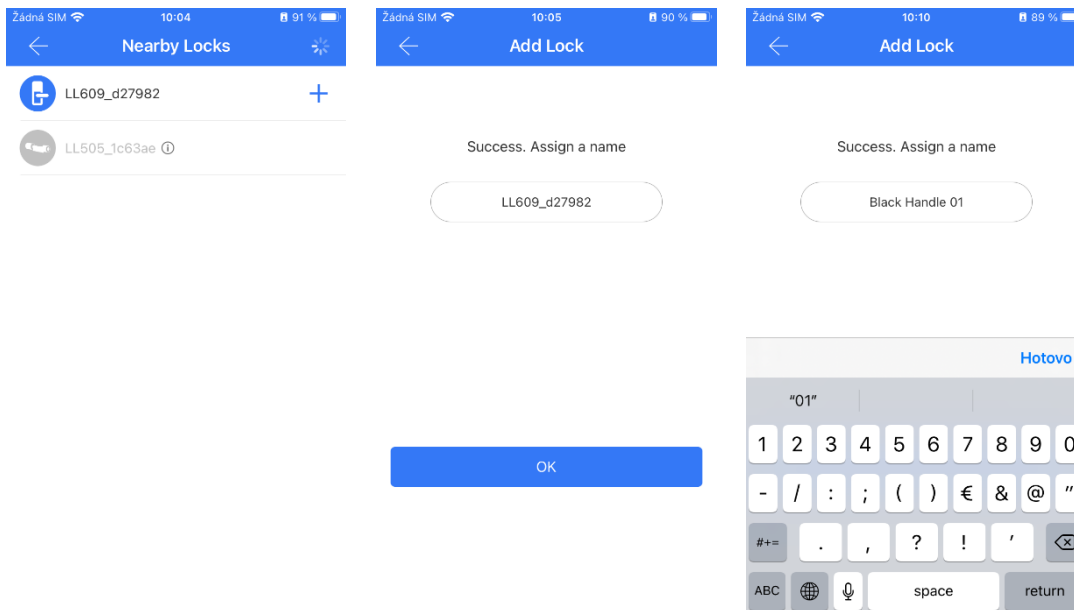 Žádná SIM 10:04 91 %
Nearby Locks
LL609_d27982
LL505_1c63ae
Žádná SIM 10:05 90 %
Add Lock
Success. Assign a name
LL609_d27982
OK
Žádná SIM 10:10 89 %
Add Lock
Success. Assign a name
Black Handle 01
Hotovo
"01"
1 2 3 4 5 6 7 8 9 0
- / : ; ( ) € & @ "
#+= . , ? ! '
ABC space return